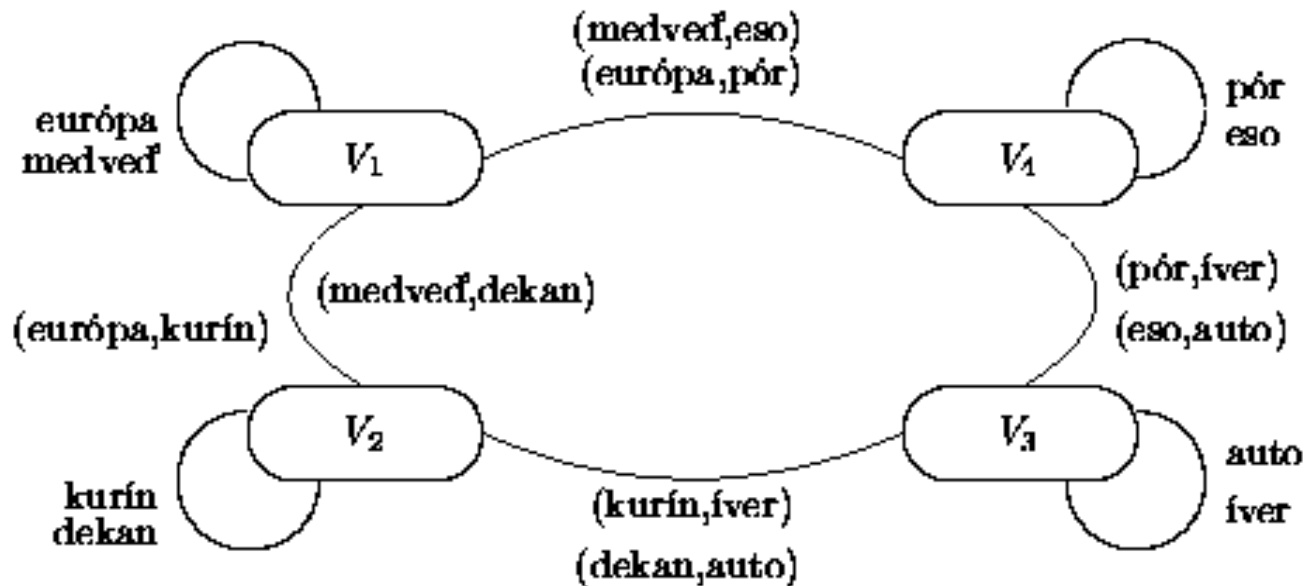 (medveď,eso)
(európa,pór)
európa
medveď
V1
V4
pór
eso
(medveď,dekan)
(európa,kurín)
(pór,íver)
(eso,auto)
V2
V3
kurín
dekan
(kurín,íver)
(dekan,auto)
auto
íver